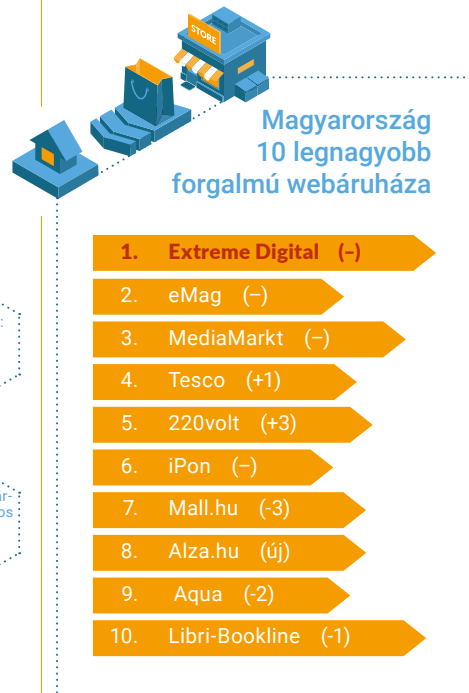 STORE
Magyarország
10 legnagyobb
forgalmú webáruháza
1. Extreme Digital (–)
2. eMag (–)
3. MediaMarkt (–)
4. Tesco (+1)
5. 220volt (+3)
6. iPon (–)
7. Mall.hu (-3)
8. Alza.hu (új)
9. Aqua (-2)
10. Libri-Bookline (-1)